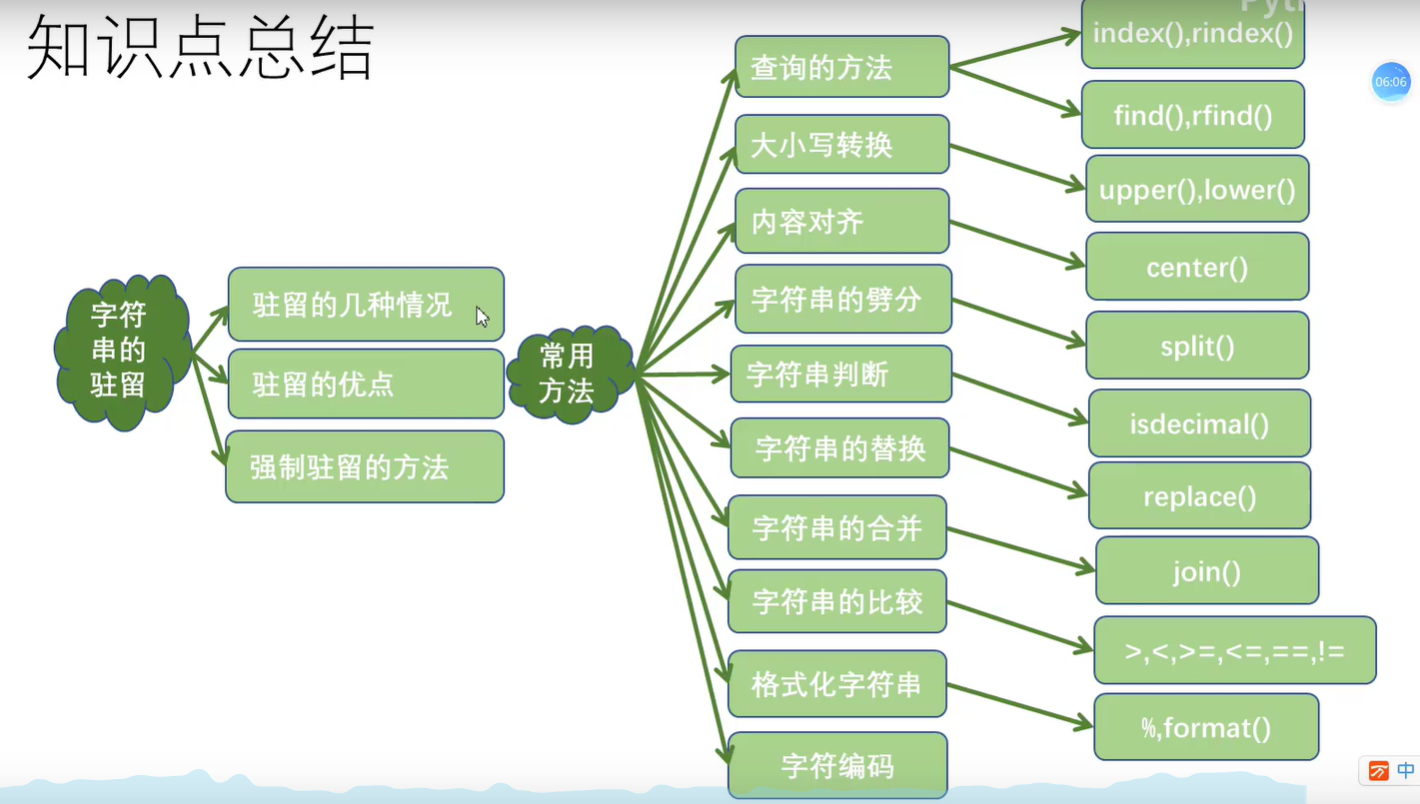 知识点总结
字符
串的
驻留
驻留的几种情况
驻留的优点
强制驻留的方法
常用
方法
查询的方法
index(),rindex()
find(),rfind()
大小写转换
upper(),lower()
内容对齐
center()
字符串的劈分
split()
字符串判断
isdecimal()
字符串的替换
replace()
字符串的合并
join()
字符串的比较
>,<,>=,<=,==,!=
格式化字符串
%,format()
字符编码
06:06
中